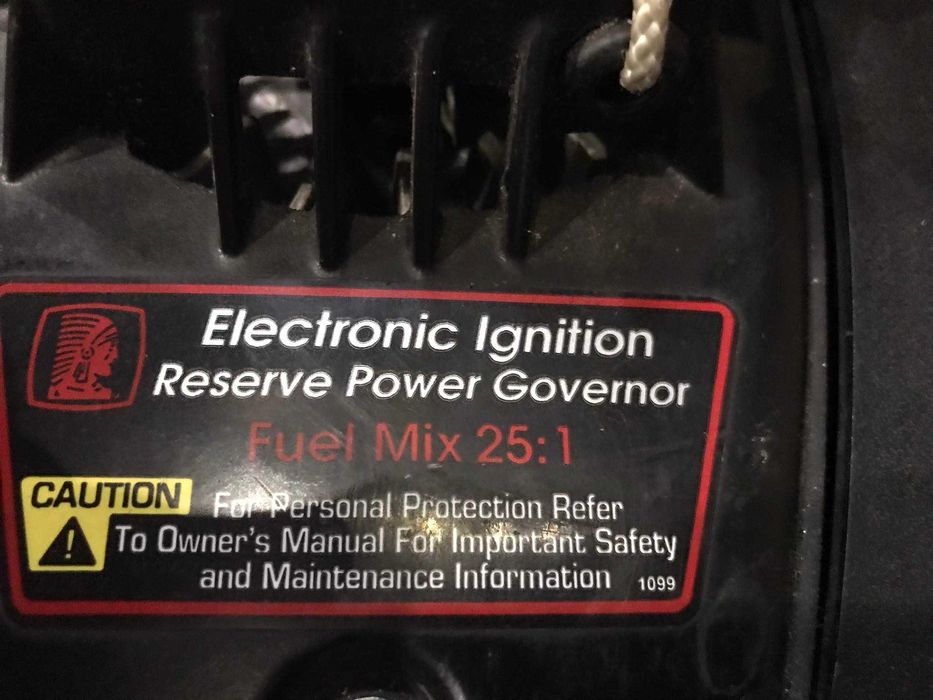 Electronic Ignition
Reserve Power Governor
Fuel Mix 25:1
CAUTION For Personal Protection Refer
To Owner's Manual For Important Safety
and Maintenance Information 1099